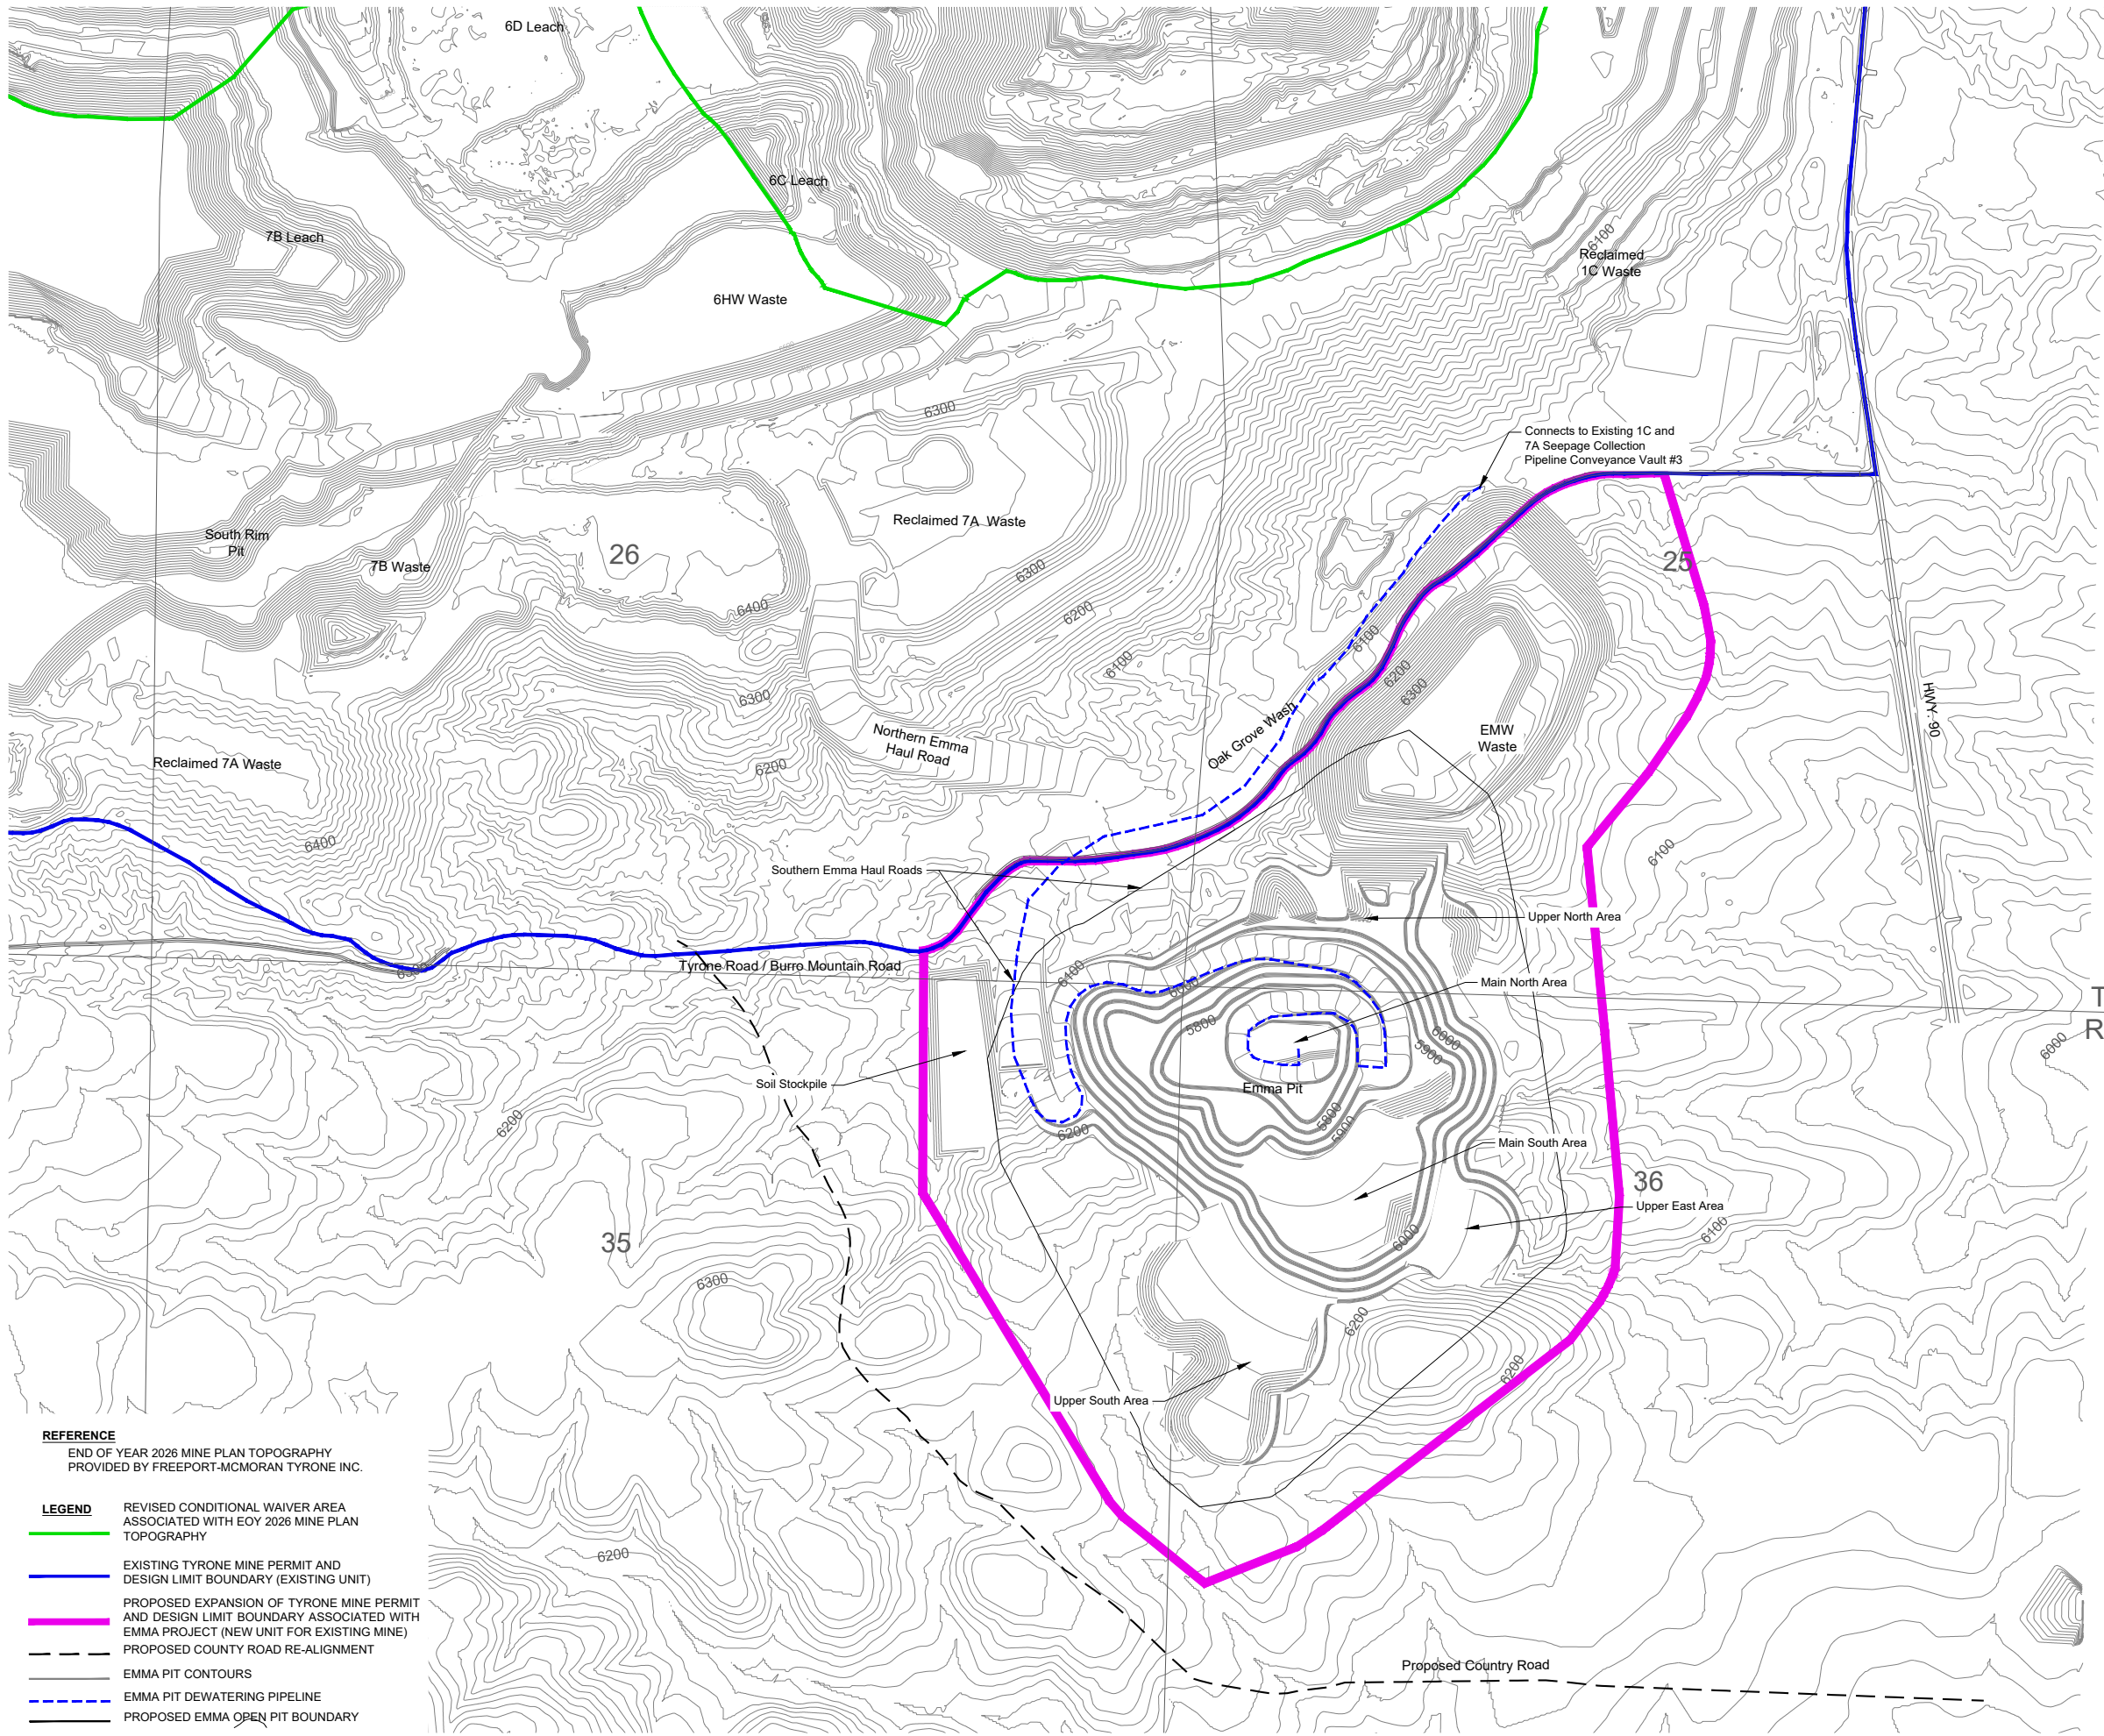 6D Leach
6C Leach
7B Leach
6HW Waste
6100
Reclaimed
1C Waste
6300
Connects to Existing 1C and
7A Seepage Collection
Pipeline Conveyance Vault #3
Reclaimed 7A  Waste
South Rim
Pit
7B Waste
26
25
6300
6400
6200
6100
6100
6200
6300
6300
HWY. 90
Northern Emma
Haul Road
Oak Grove Wash
EMW
Waste
Reclaimed 7A Waste
6200
6400
6100
Southern Emma Haul Roads
Upper North Area
Tyrone Road / Burro Mountain Road
6300
6100
6000
Main North Area
T
R
5800
6000
5900
6000
Soil Stockpile
Emma Pit
6200
5800
5900
6200
Main South Area
36
Upper East Area
6100
6000
35
6300
6200
6200
Upper South Area
REFERENCE
END OF YEAR 2026 MINE PLAN TOPOGRAPHY
PROVIDED BY FREEPORT-MCMORAN TYRONE INC.
LEGEND
REVISED CONDITIONAL WAIVER AREA
ASSOCIATED WITH EOY 2026 MINE PLAN
TOPOGRAPHY
EXISTING TYRONE MINE PERMIT AND
DESIGN LIMIT BOUNDARY (EXISTING UNIT)
PROPOSED EXPANSION OF TYRONE MINE PERMIT
AND DESIGN LIMIT BOUNDARY ASSOCIATED WITH
EMMA PROJECT (NEW UNIT FOR EXISTING MINE)
PROPOSED COUNTY ROAD RE-ALIGNMENT
EMMA PIT CONTOURS
EMMA PIT DEWATERING PIPELINE
PROPOSED EMMA OPEN PIT BOUNDARY
6200
Proposed Country Road